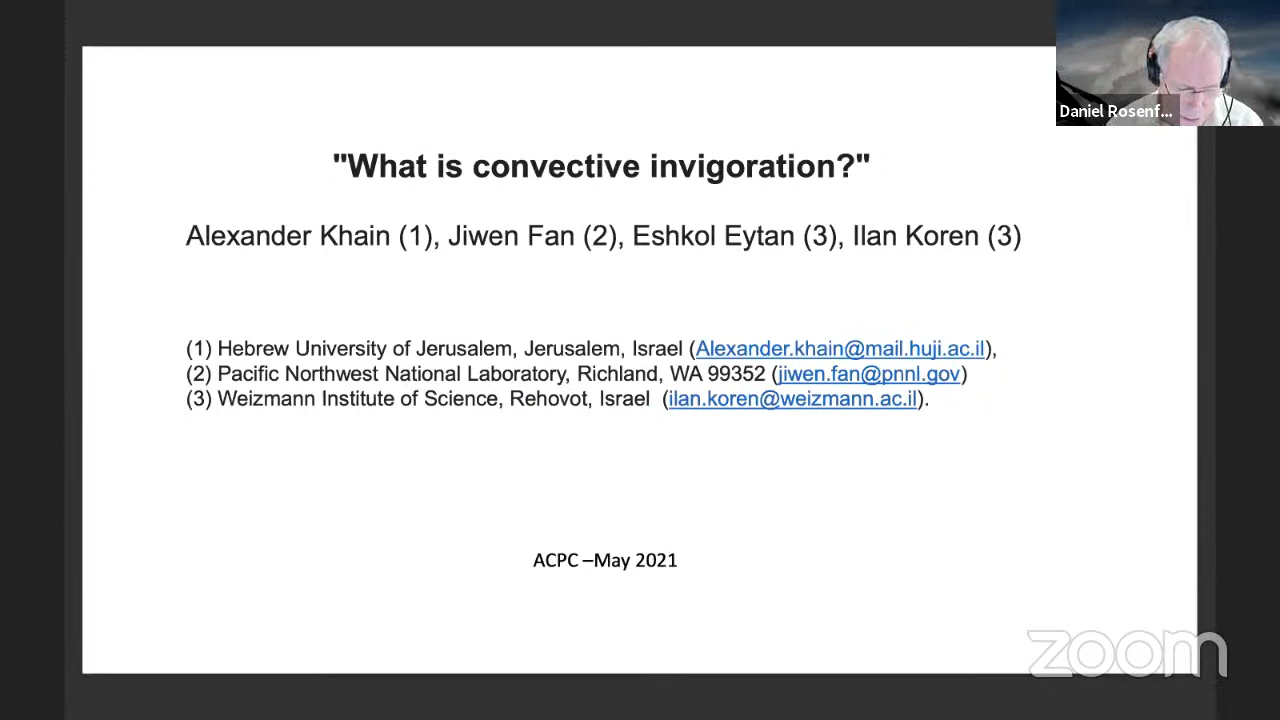 Daniel Rosenf...
"What is convective invigoration?"
Alexander Khain (1), Jiwen Fan (2), Eshkol Eytan (3), Ilan Koren (3)
(1) Hebrew University of Jerusalem, Jerusalem, Israel (Alexander.khain@mail.huji.ac.il),
(2) Pacific Northwest National Laboratory, Richland, WA 99352 (jiwen.fan@pnnl.gov)
(3) Weizmann Institute of Science, Rehovot, Israel (ilan.koren@weizmann.ac.il).
ACPC –May 2021
zoom